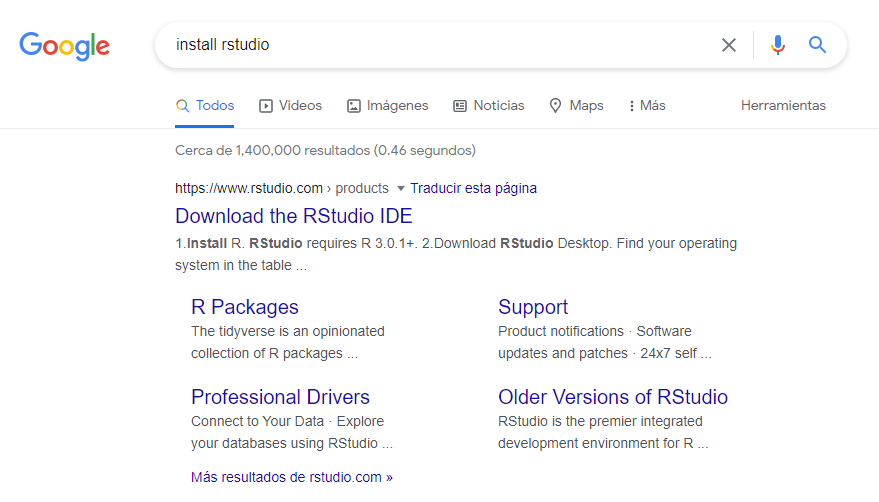 Google
install rstudio
Todos Videos Imágenes Noticias Maps Más Herramientas
Cerca de 1,400,000 resultados (0.46 segundos)
https://www.rstudio.com › products Traducir esta página
Download the RStudio IDE
1.Install R. RStudio requires R 3.0.1+. 2.Download RStudio Desktop. Find your operating
system in the table ...
R Packages
The tidyverse is an opinionated
collection of R packages ...
Support
Product notifications · Software
updates and patches · 24x7 self ...
Professional Drivers
Connect to Your Data · Explore
your databases using RStudio ...
Older Versions of RStudio
RStudio is the premier integrated
development environment for R ...
Más resultados de rstudio.com »